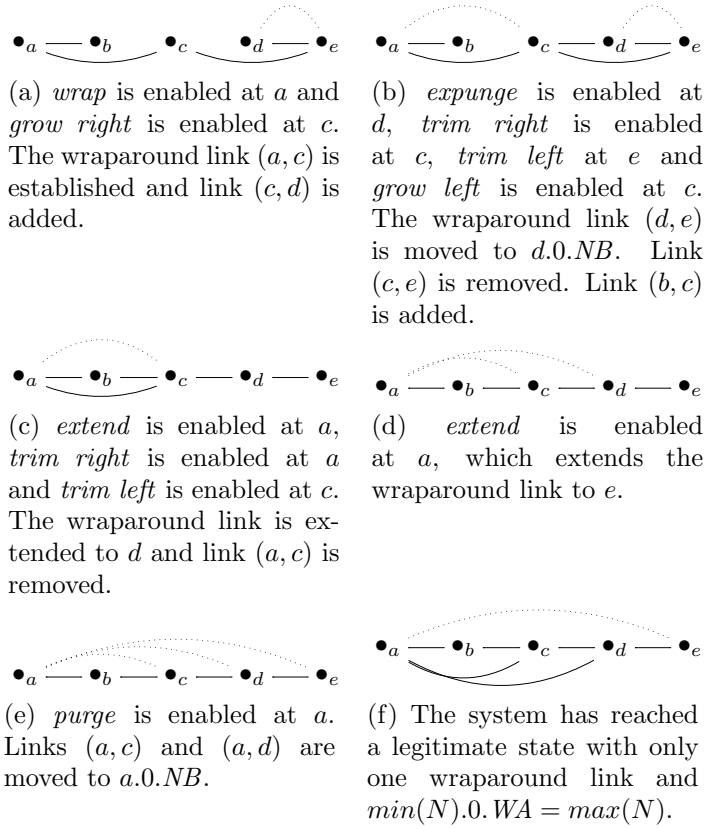 a b c d e
(a) wrap is enabled at a and
grow right is enabled at c.
The wraparound link (a, c) is
established and link (c, d) is
added.
a b c d e
(b) expunge is enabled at
d, trim right is enabled
at c, trim left at e and
grow left is enabled at c.
The wraparound link (d, e)
is moved to d.0.NB. Link
(c, e) is removed. Link (b, c)
is added.
a b c d e
(c) extend is enabled at a,
trim right is enabled at a
and trim left is enabled at c.
The wraparound link is ex-
tended to d and link (a, c) is
removed.
a b c d e
(d) extend is enabled
at a, which extends the
wraparound link to e.
a b c d e
(e) purge is enabled at a.
Links (a, c) and (a, d) are
moved to a.0.NB.
a b c d e
(f) The system has reached
a legitimate state with only
one wraparound link and
min(N).0.WA = max(N).